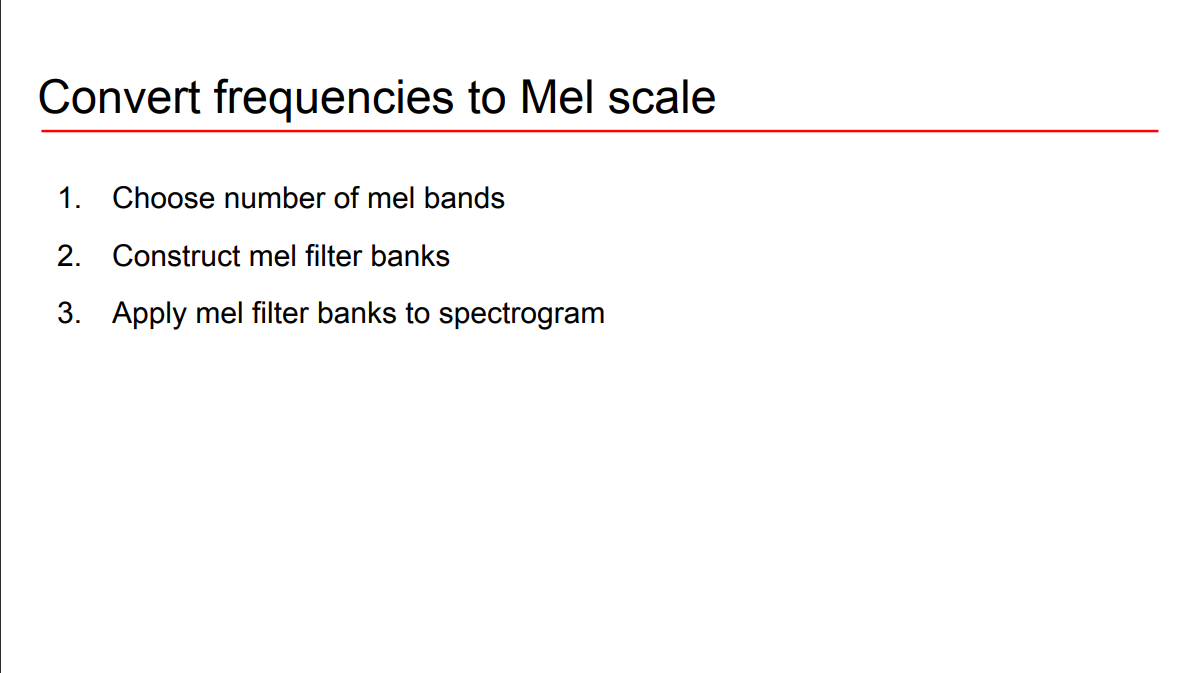 Convert frequencies to Mel scale
1. Choose number of mel bands
2. Construct mel filter banks
3. Apply mel filter banks to spectrogram